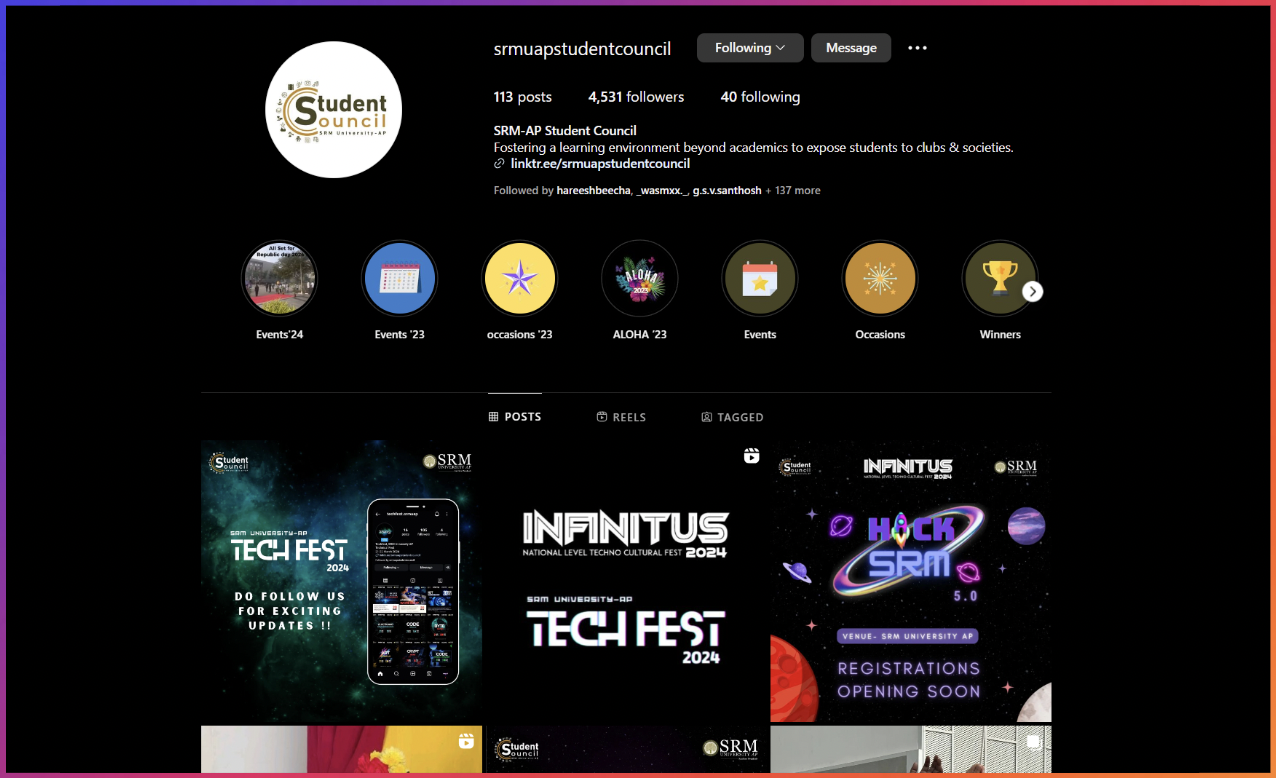 srmuapstudentcouncil
Following
Message
Student
Council
SRM University-AP
113 posts
4,531 followers
40 following
SRM-AP Student Council
Fostering a learning environment beyond academics to expose students to clubs & societies.
linktr.ee/srmuapstudentcouncil
Followed by hareeshbeecha, _wasmxx._, g.s.v.santhosh + 137 more
All Set for
Republic day 2024
ALOHA
2023
Events'24
Events '23
occasions '23
ALOHA '23
Events
Occasions
Winners
POSTS
REELS
TAGGED
Student
Council
SRM
UNIVERSITY-AP
SRM UNIVERSITY-AP
TECH FEST
2024
DO FOLLOW US
FOR EXCITING
UPDATES !!
INFINITUS
NATIONAL LEVEL TECHNO CULTURAL FEST 2024
SRM UNIVERSITY-AP
TECH FEST
2024
Student
Council
INFINITUS
NATIONAL LEVEL TECHNO CULTURAL FEST 2024
SRM
UNIVERSITY-AP
HACK
SRM
5.0
VENUE- SRM UNIVERSITY AP
REGISTRATIONS
OPENING SOON
Student
Council
SRM
UNIVERSITY-AP